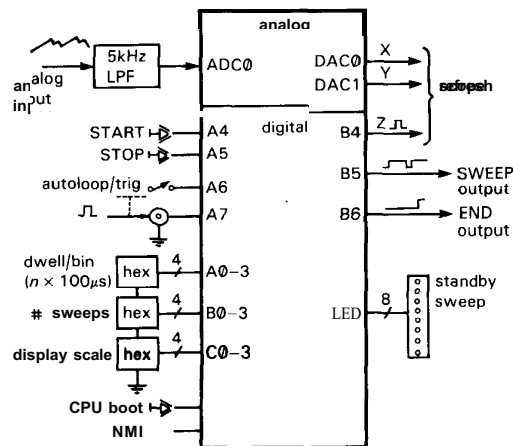 analog
5kHz
LPF
analog
input
ADC0
DAC0
X
DAC1
Y
digital
START
A4
B4
Z
STOP
A5
autoloop/trig
A6
B5
SWEEP
output
A7
B6
END
output
dwell/bin
(n × 100μs)
hex
4
A0–3
# sweeps
hex
4
B0–3
LED
8
standby
sweep
display scale
hex
4
C0–3
CPU boot
NMI